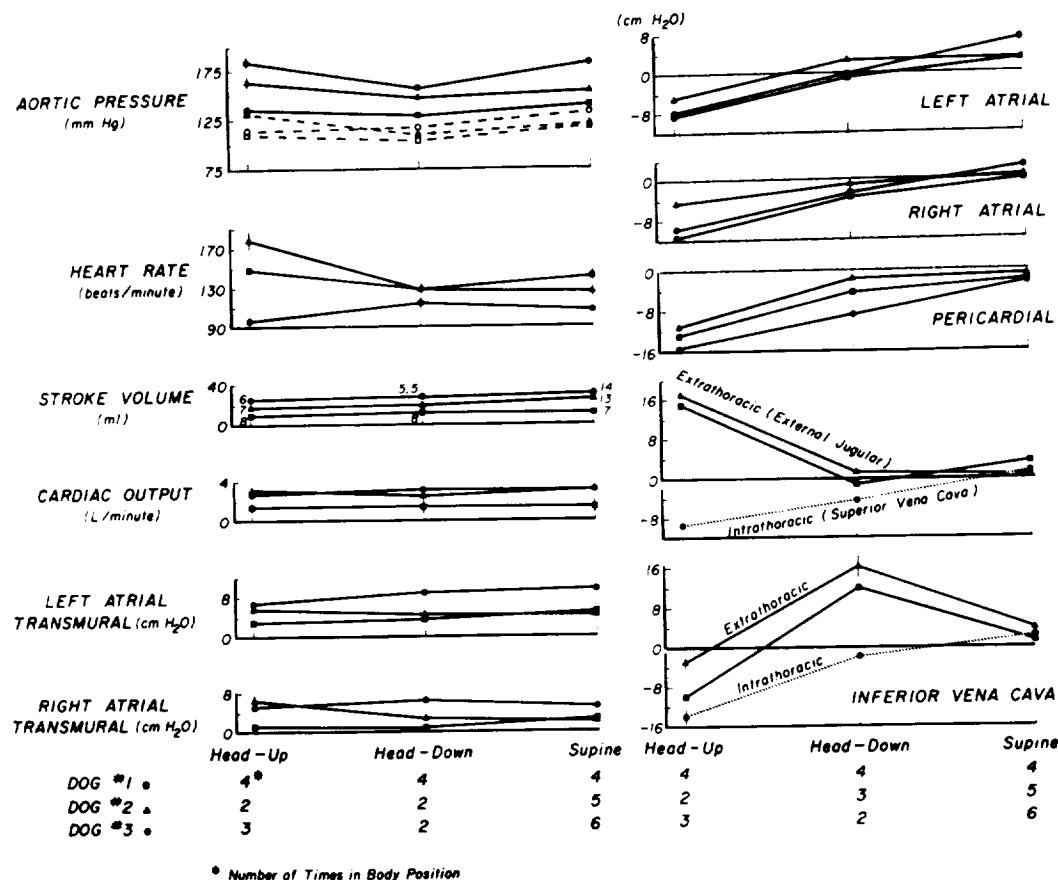 AORTIC PRESSURE
(mm Hg)
175
125
75
HEART RATE
(beats/minute)
170
130
90
STROKE VOLUME
(ml)
40
0
6
7
8
5.5
8
14
13
7
CARDIAC OUTPUT
(L/minute)
4
0
LEFT ATRIAL
TRANSMURAL (cm H₂O)
8
0
RIGHT ATRIAL
TRANSMURAL (cm H₂O)
8
0
Head-Up Head-Down Supine
(cm H₂O)
8
0
-8
LEFT ATRIAL
0
-8
RIGHT ATRIAL
0
-8
-16
PERICARDIAL
16
8
0
-8
Extrathoracic (External Jugular)
Intrathoracic (Superior Vena Cava)
16
8
0
-8
-16
Extrathoracic
Intrathoracic
INFERIOR VENA CAVA
Head-Up Head-Down Supine
DOG #1 4* 4 4 4 4 4
DOG #2 2 2 5 2 3 5
DOG #3 3 2 6 3 2 6
* Number of Times in Body Position